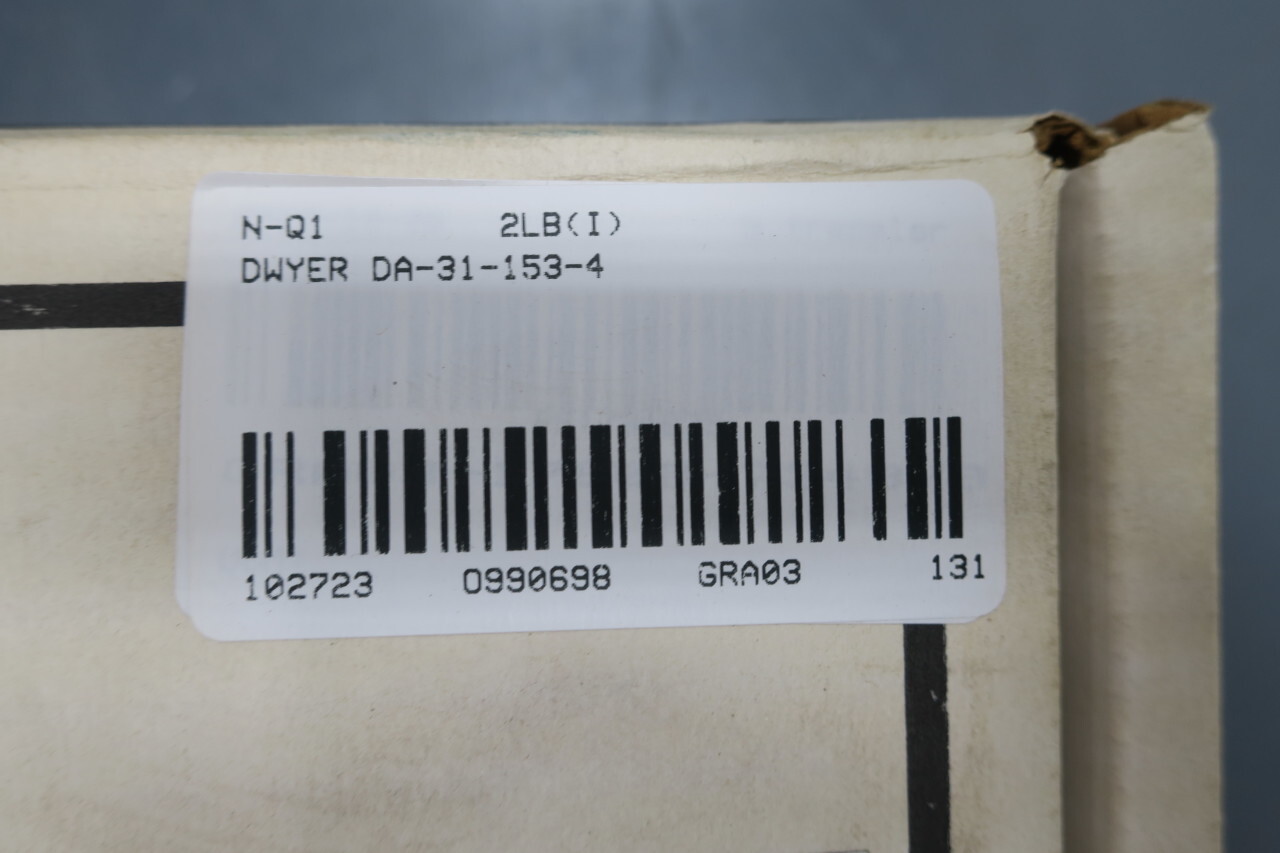 N-Q1 2LB(I)
DWYER DA-31-153-4
102723 0990698 GRA03 131